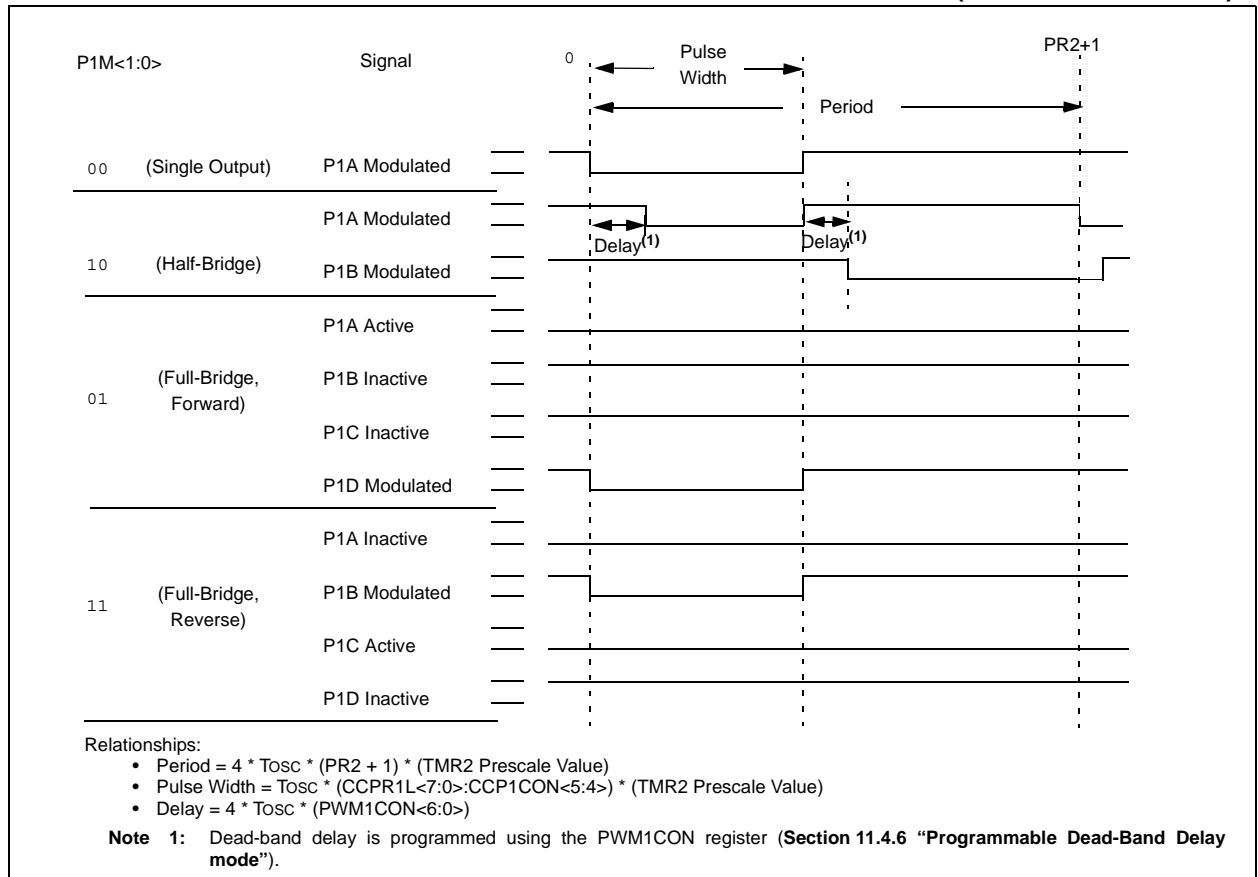 P1M<1:0>
Signal
0
Pulse
Width
PR2+1
Period
00
(Single Output)
P1A Modulated
P1A Modulated
Delay(1)
Delay(1)
10
(Half-Bridge)
P1B Modulated
P1A Active
01
(Full-Bridge,
Forward)
P1B Inactive
P1C Inactive
P1D Modulated
P1A Inactive
11
(Full-Bridge,
Reverse)
P1B Modulated
P1C Active
P1D Inactive
Relationships:
• Period = 4 * TOSC * (PR2 + 1) * (TMR2 Prescale Value)
• Pulse Width = TOSC * (CCPR1L<7:0>:CCP1CON<5:4>) * (TMR2 Prescale Value)
• Delay = 4 * TOSC * (PWM1CON<6:0>)
Note 1: Dead-band delay is programmed using the PWM1CON register (Section 11.4.6 “Programmable Dead-Band Delay
mode”).